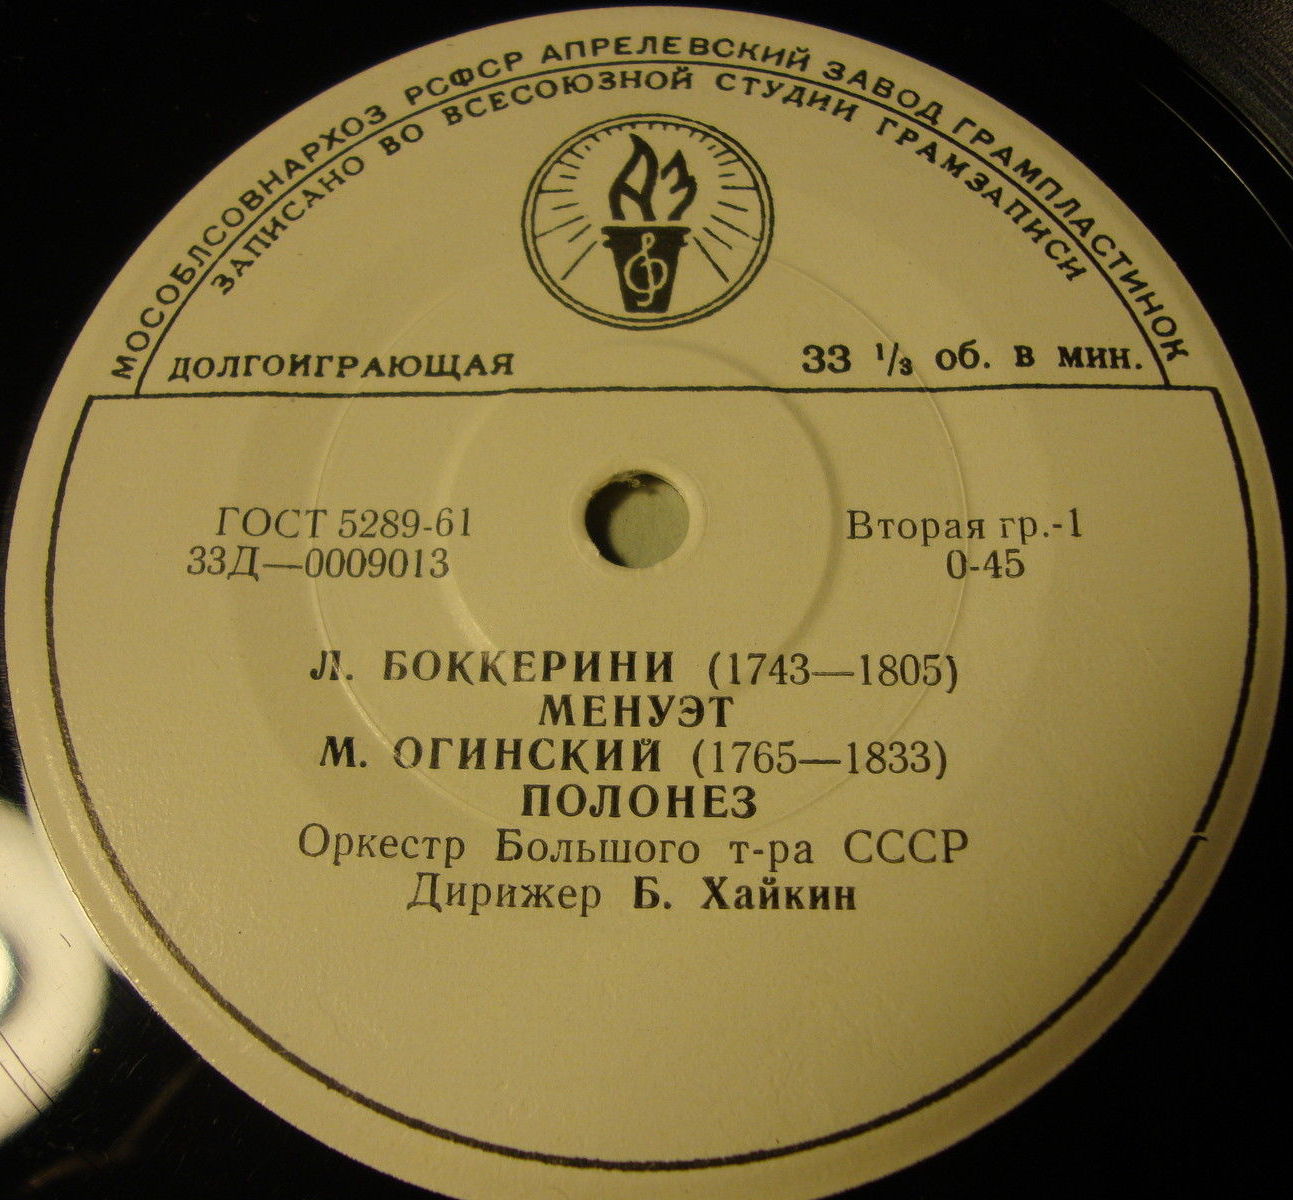 МОСОБЛСОВНАРХОЗ РСФСР АПРЕЛЕВСКИЙ ЗАВОД ГРАМПЛАСТИНОК
ЗАПИСАНО ВО ВСЕСОЮЗНОЙ СТУДИИ ГРАМЗАПИСИ
АЗ
ДОЛГОИГРАЮЩАЯ 33 1/3 об. в мин.
ГОСТ 5289-61 Вторая гр.-1
33Д—0009013 0-45
Л. БОККЕРИНИ (1743—1805)
МЕНУЭТ
М. ОГИНСКИЙ (1765—1833)
ПОЛОНЕЗ
Оркестр Большого т-ра СССР
Дирижер Б. Хайкин